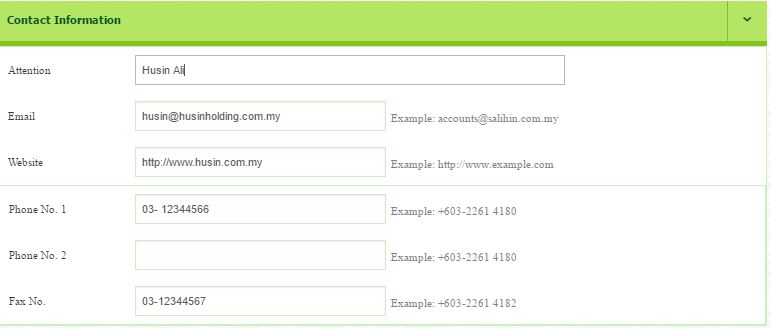 Contact Information
Attention Husin Ali
Email husin@husinholding.com.my Example: accounts@salihin.com.my
Website http://www.husin.com.my Example: http://www.example.com
Phone No. 1 03- 12344566 Example: +603-2261 4180
Phone No. 2 Example: +603-2261 4180
Fax No. 03-12344567 Example: +603-2261 4182